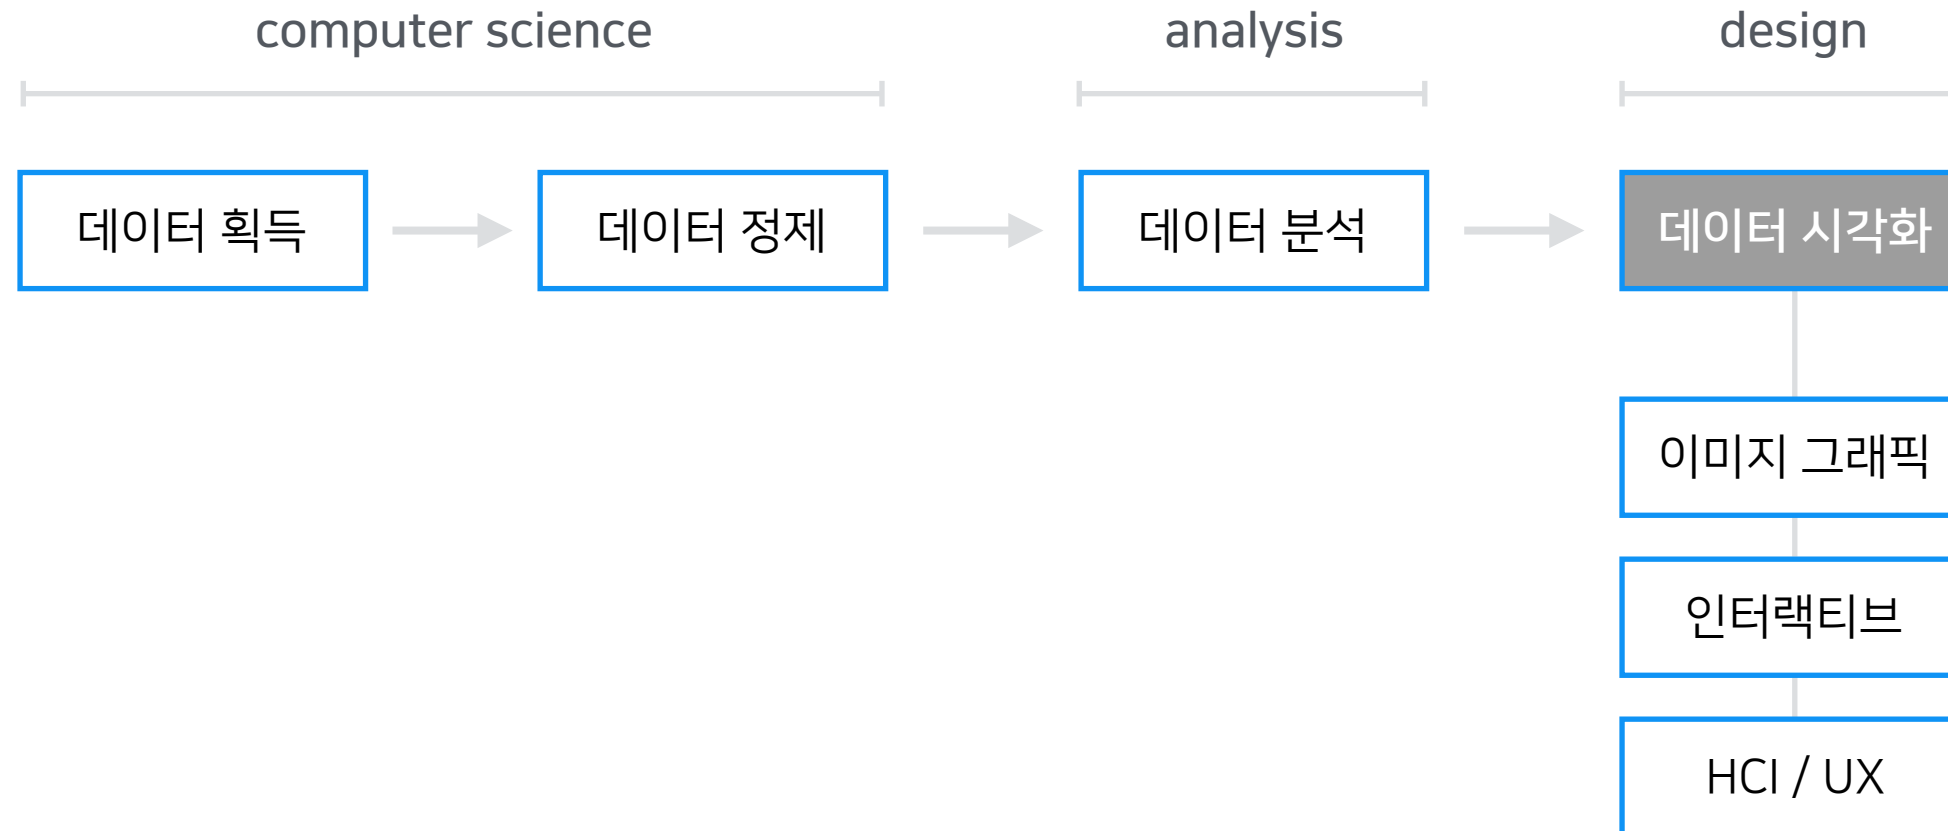 computer science
analysis
design
데이터 획득
데이터 정제
데이터 분석
데이터 시각화
이미지 그래픽
인터랙티브
HCI / UX